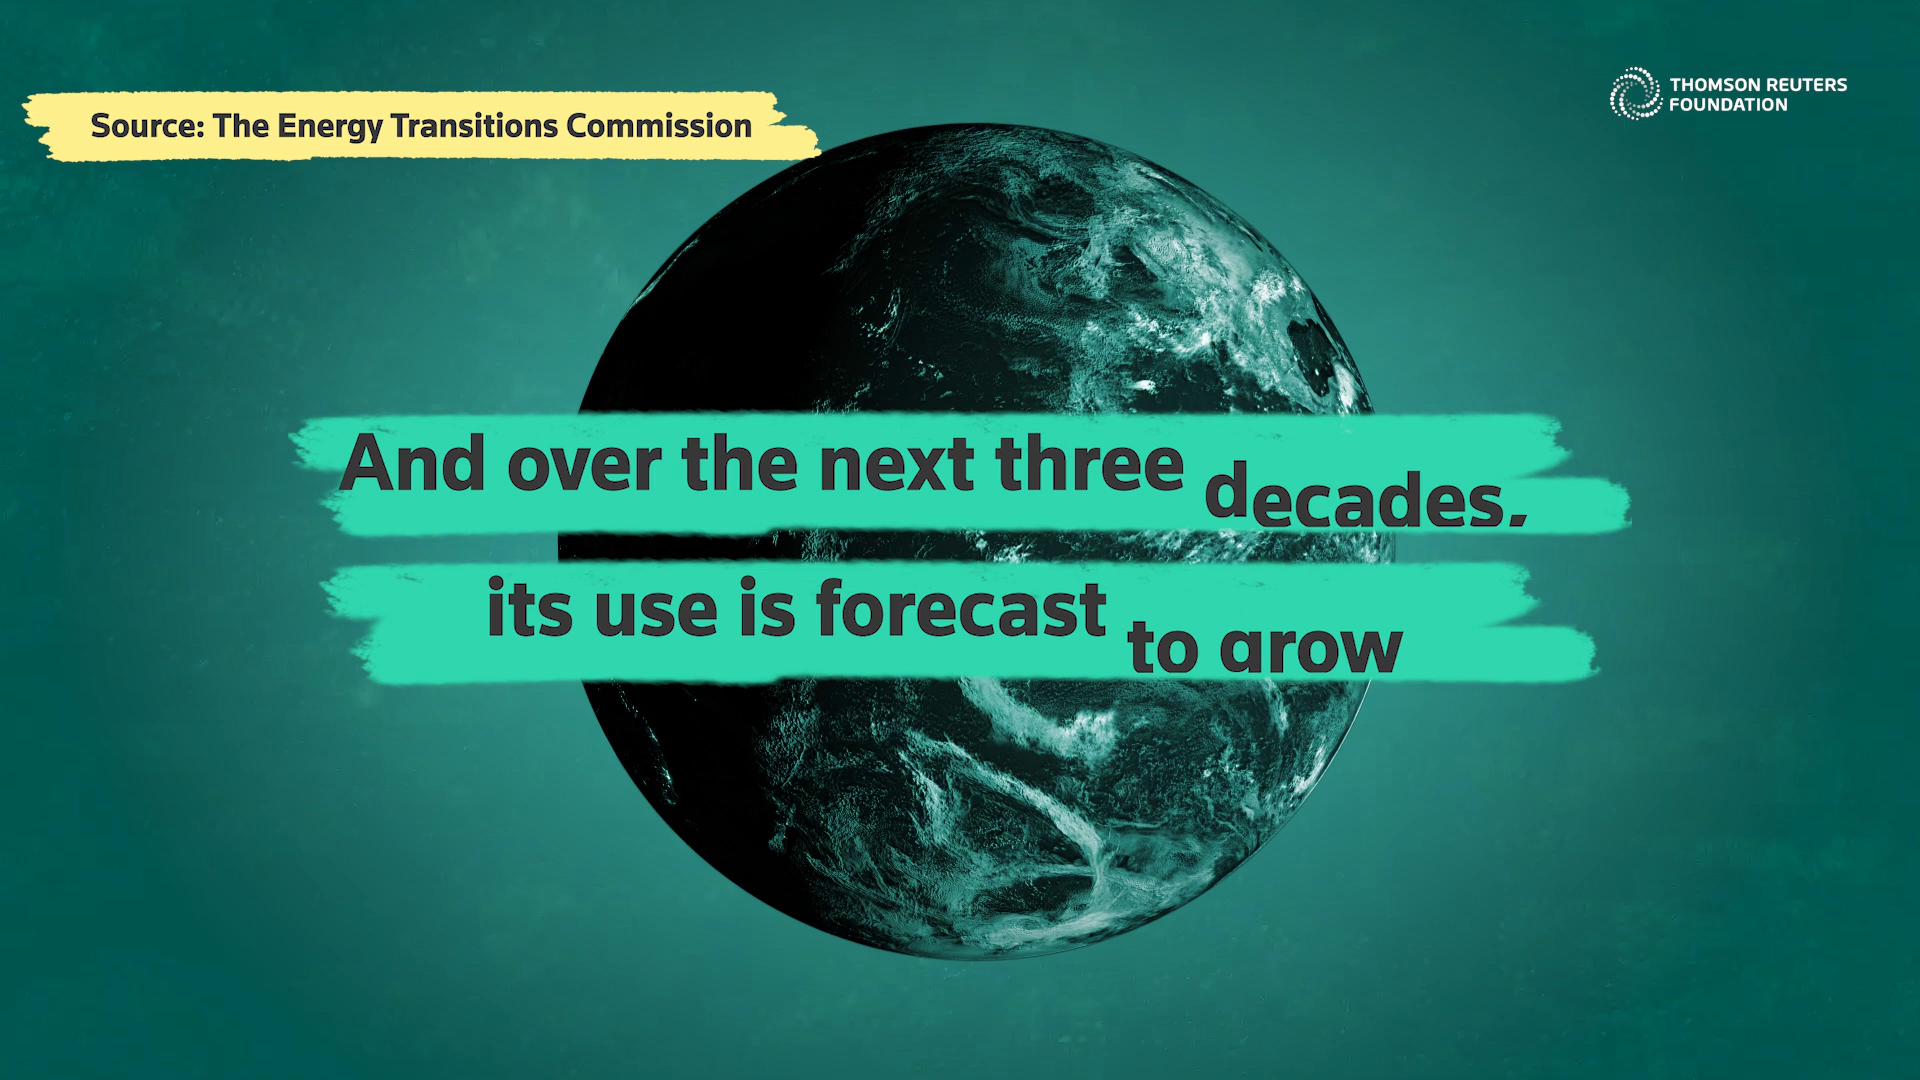 Source: The Energy Transitions Commission
THOMSON REUTERS
FOUNDATION
And over the next three decades,
its use is forecast to grow